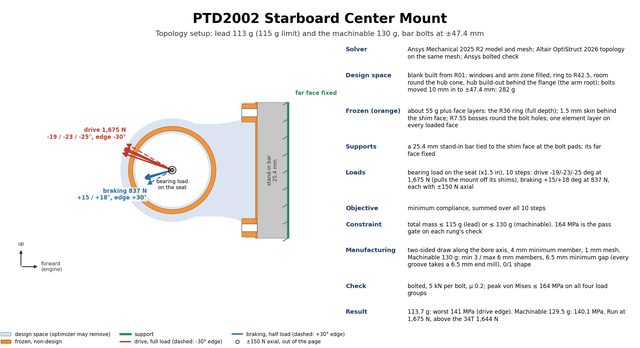 PTD2002 Starboard Center Mount
Topology setup: lead 113 g (115 g limit) and the machinable 130 g, bar bolts at ±47.4 mm
far face fixed
drive 1,675 N
-19 / -23 / -25°, edge -30°
bearing load
on the seat
braking 837 N
+15 / +18°, edge +30°
stand-in bar
25.4 mm
up
forward
(engine)
Solver
Ansys Mechanical 2025 R2 model and mesh; Altair OptiStruct 2026 topology
on the same mesh; Ansys bolted check
Design space
blank built from R01: windows and arm zone filled, ring to R42.5, room
round the hub cone, hub build-out behind the flange (the arm root); bolts
moved 10 mm in to ±47.4 mm: 282 g
Frozen (orange)
about 55 g plus face layers: the R36 ring (full depth); 1.5 mm skin behind
the shim face; R7.55 bosses round the bolt holes; one element layer on
every loaded face
Supports
a 25.4 mm stand-in bar tied to the shim face at the bolt pads; its far
face fixed
Loads
bearing load on the seat (x1.5 in), 10 steps: drive -19/-23/-25 deg at
1,675 N (pulls the mount off its shims), braking +15/+18 deg at 837 N,
each with ±150 N axial
Objective
minimum compliance, summed over all 10 steps
Constraint
total mass ≤ 115 g (lead) or ≤ 130 g (machinable), 164 MPa is the pass
gate on each rung's check
Manufacturing
two-sided draw along the bore axis, 4 mm minimum member, 1 mm mesh.
Machinable 130 g: min 3 / max 6 mm members, 6.5 mm minimum gap (every
groove takes a 6.5 mm end mill), 0/1 shape
Check
bolted, 5 kN per bolt, μ 0.2; peak von Mises ≤ 164 MPa on all four load
groups
Result
113.7 g: worst 141 MPa (drive edge). Machinable 129.5 g: 140.1 MPa. Run at
1,675 N, above the 34T 1,644 N
design space (optimizer may remove)
frozen, non-design
support
drive, full load (dashed: -30° edge)
braking, half load (dashed: +30° edge)
±150 N axial, out of the page